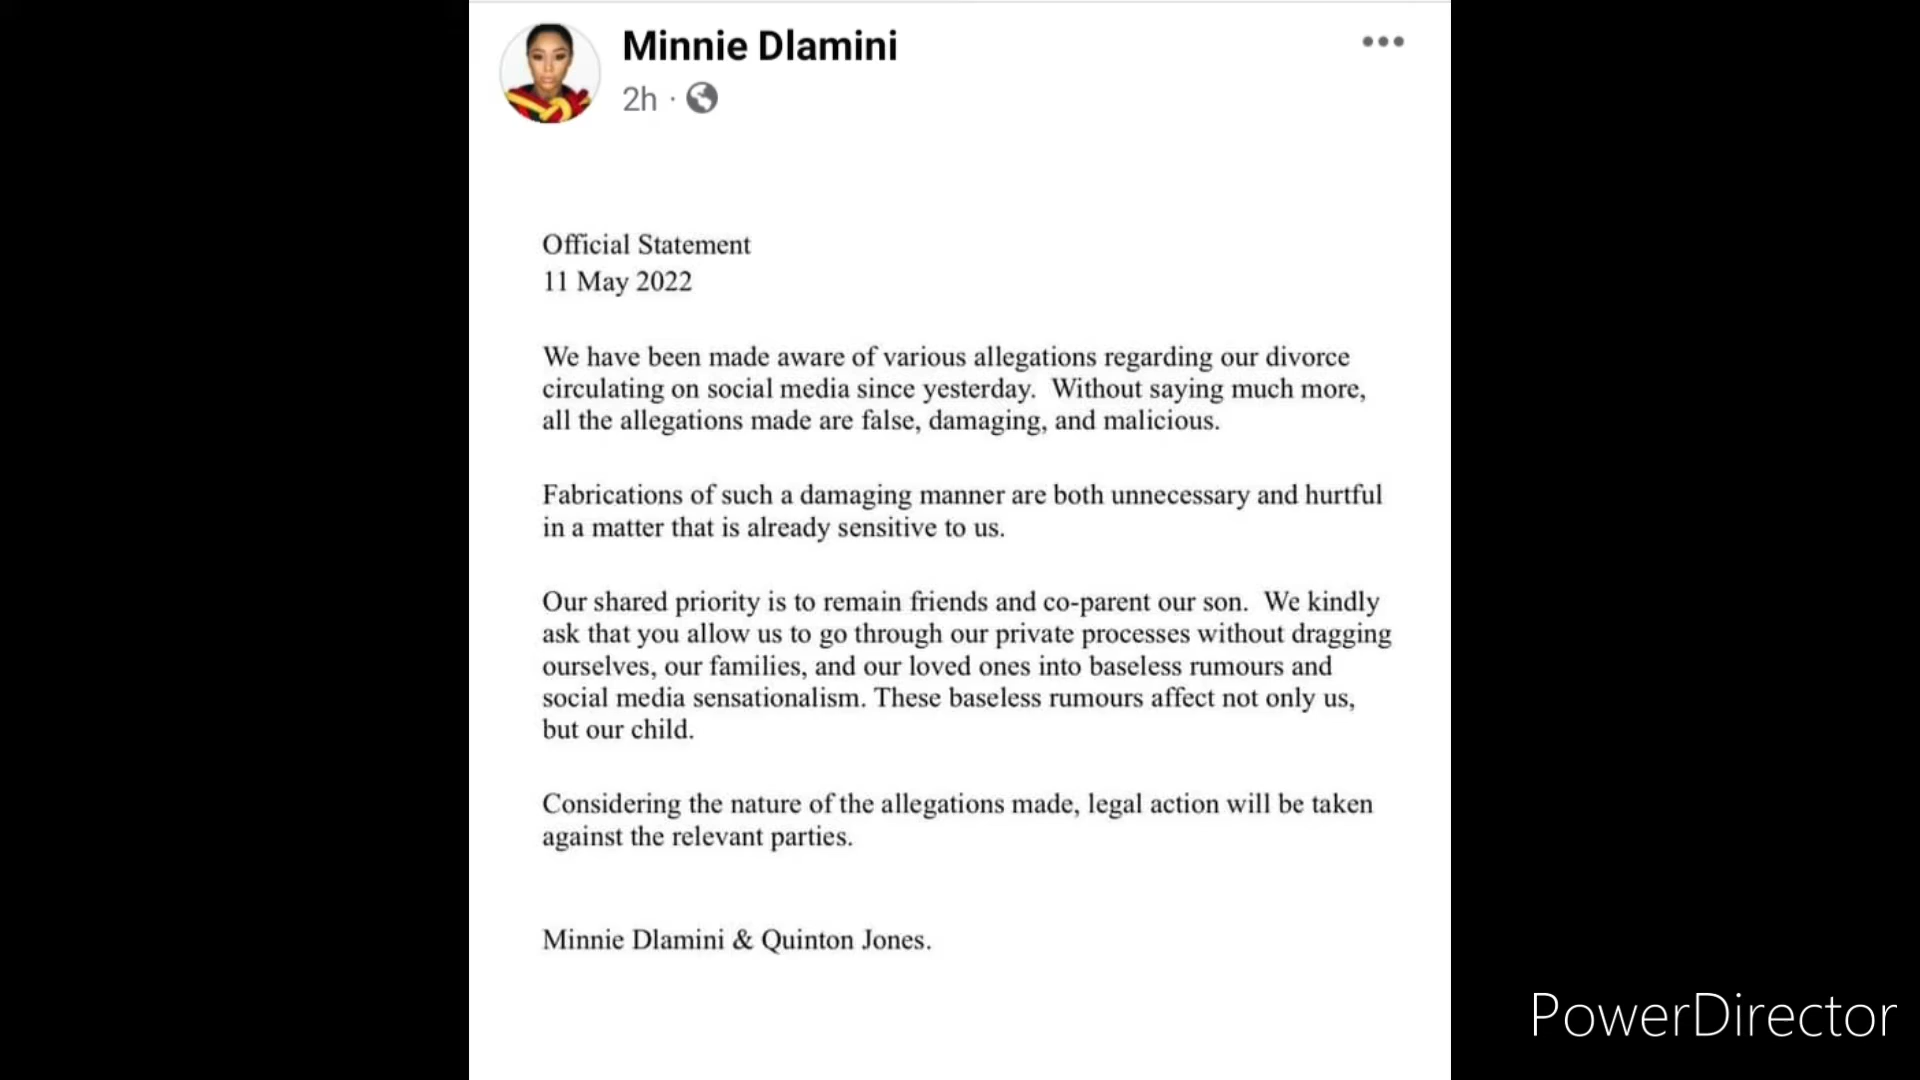 Minnie Dlamini
2h ·
Official Statement
11 May 2022
We have been made aware of various allegations regarding our divorce
circulating on social media since yesterday.  Without saying much more,
all the allegations made are false, damaging, and malicious.
Fabrications of such a damaging manner are both unnecessary and hurtful
in a matter that is already sensitive to us.
Our shared priority is to remain friends and co-parent our son.  We kindly
ask that you allow us to go through our private processes without dragging
ourselves, our families, and our loved ones into baseless rumours and
social media sensationalism. These baseless rumours affect not only us,
but our child.
Considering the nature of the allegations made, legal action will be taken
against the relevant parties.
Minnie Dlamini & Quinton Jones.
PowerDirector